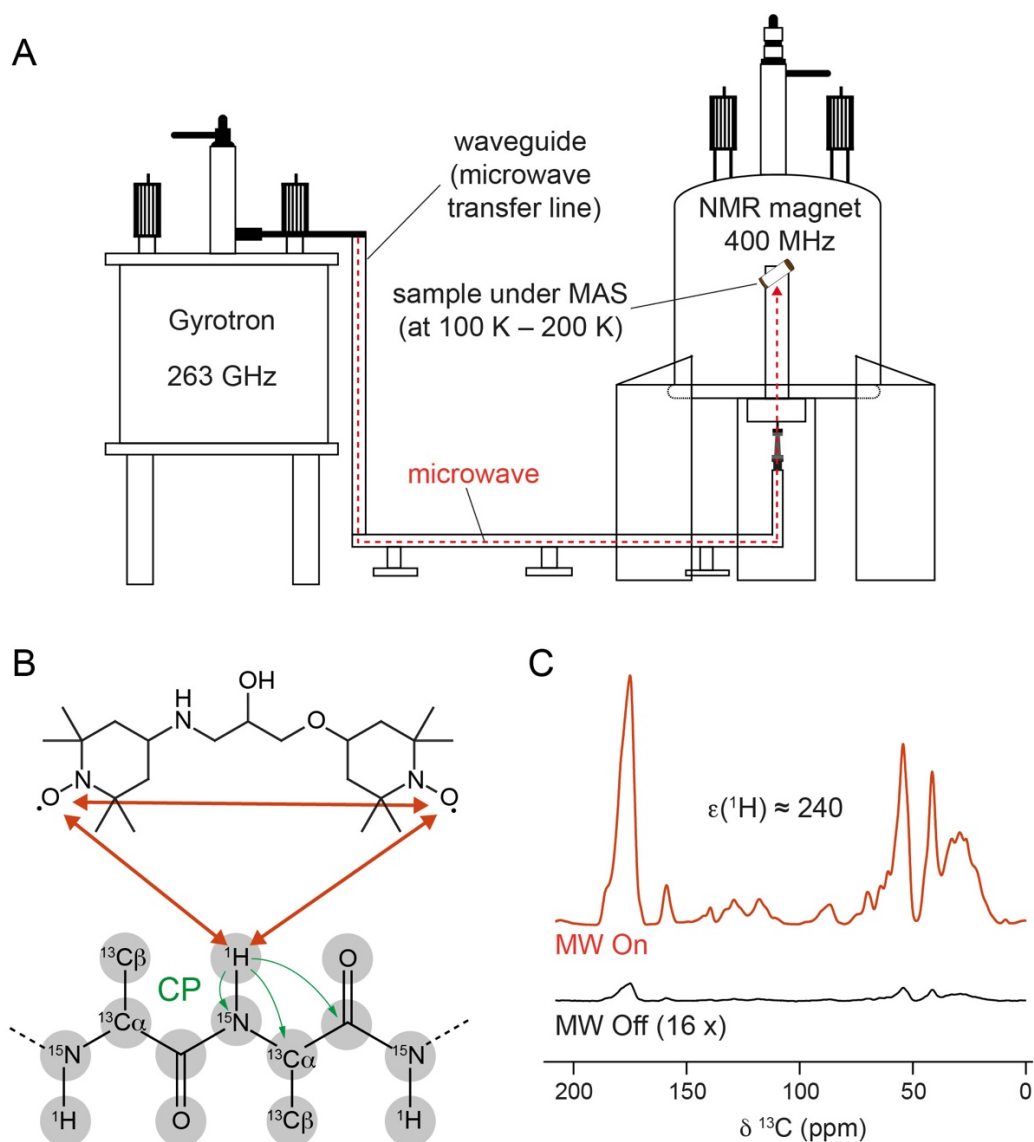 A
waveguide
(microwave
transfer line)
NMR magnet
400 MHz
sample under MAS
(at 100 K – 200 K)
Gyrotron
263 GHz
microwave
B
H
N
OH
O
N
O
·
N
O
·
¹³Cβ
¹H
O
CP
¹³Cα
¹⁵N
¹⁵N
¹³Cα
¹⁵N
¹H
O
¹³Cβ
¹H
C
ε(¹H) ≈ 240
MW On
MW Off (16 x)
200 150 100 50 0
δ ¹³C (ppm)